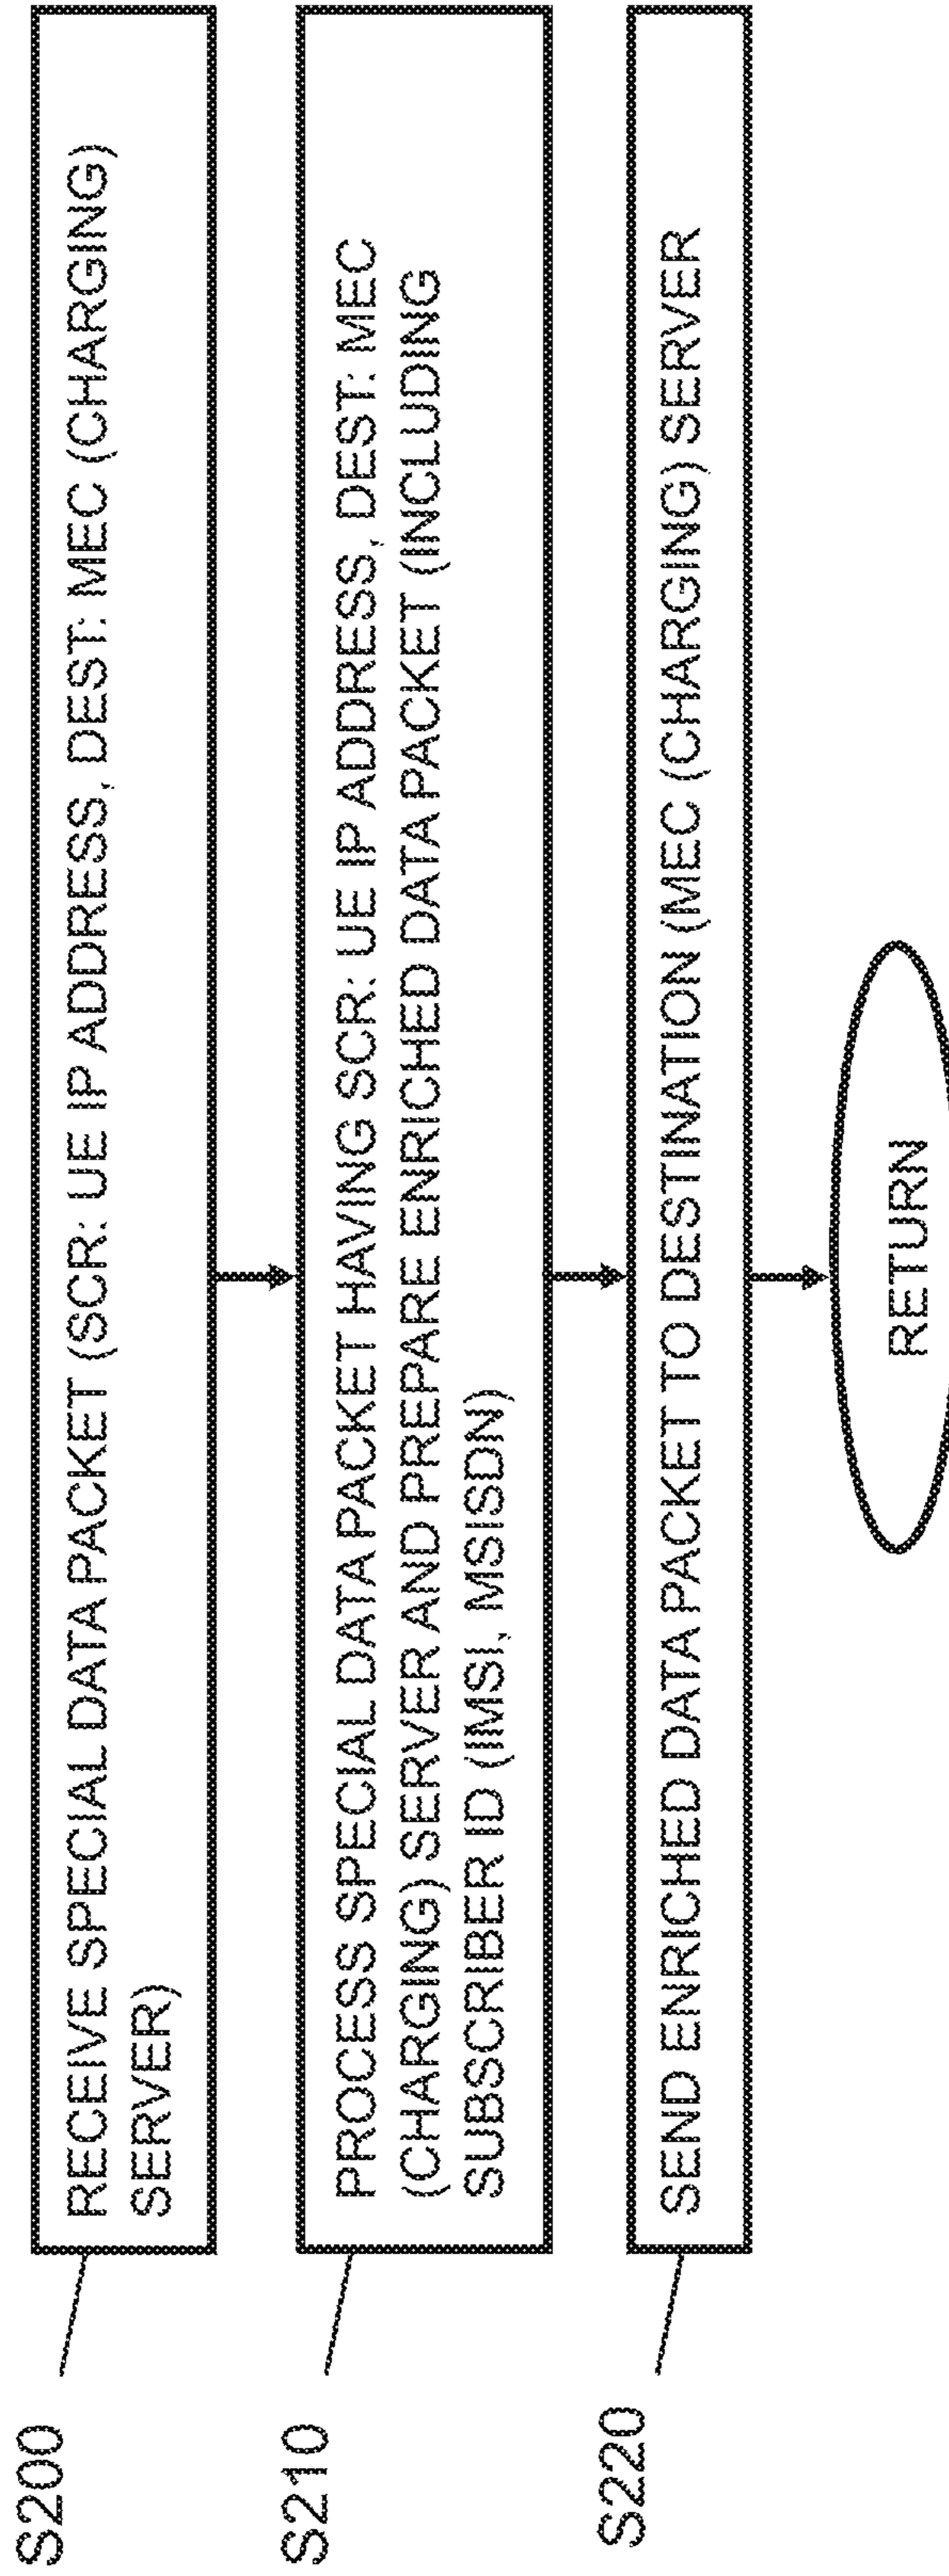 S200
RECEIVE SPECIAL DATA PACKET (SCR: UE IP ADDRESS, DEST: MEC (CHARGING)
SERVER)
S210
PROCESS SPECIAL DATA PACKET HAVING SCR: UE IP ADDRESS, DEST: MEC
(CHARGING) SERVER AND PREPARE ENRICHED DATA PACKET (INCLUDING
SUBSCRIBER ID (IMSI, MSISDN)
S220
SEND ENRICHED DATA PACKET TO DESTINATION (MEC (CHARGING) SERVER
RETURN